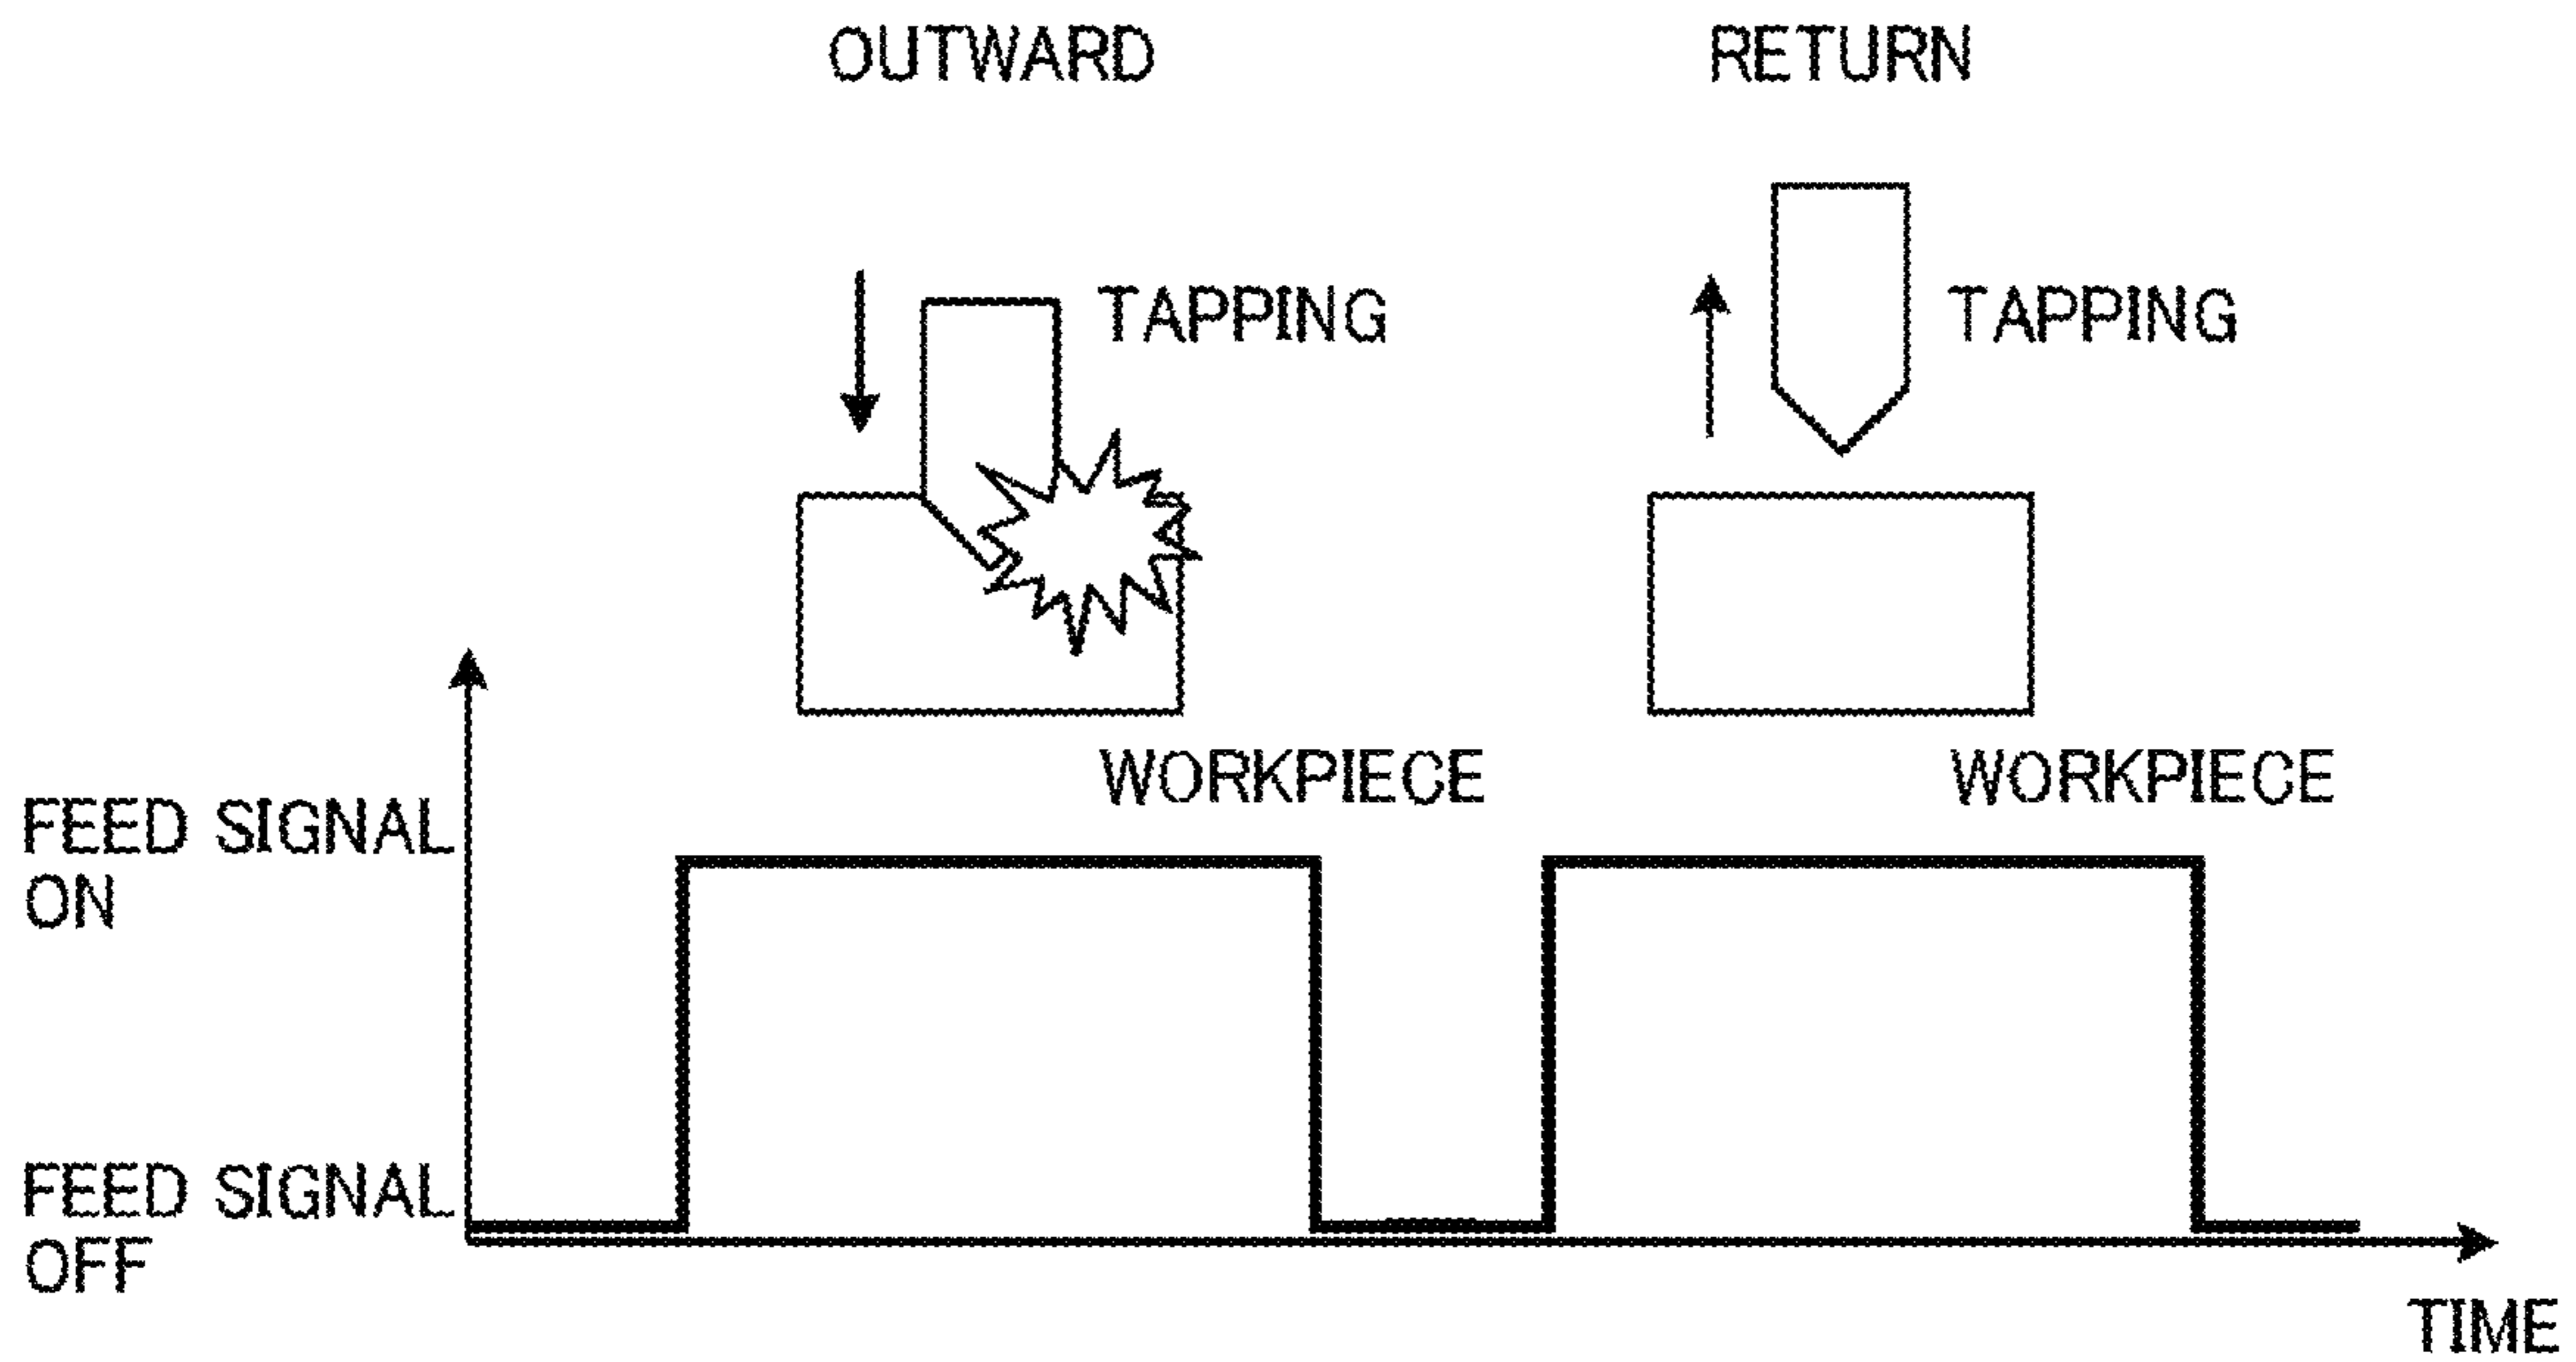 OUTWARD
RETURN
TAPPING
TAPPING
WORKPIECE
WORKPIECE
FEED SIGNAL
ON
FEED SIGNAL
OFF
TIME